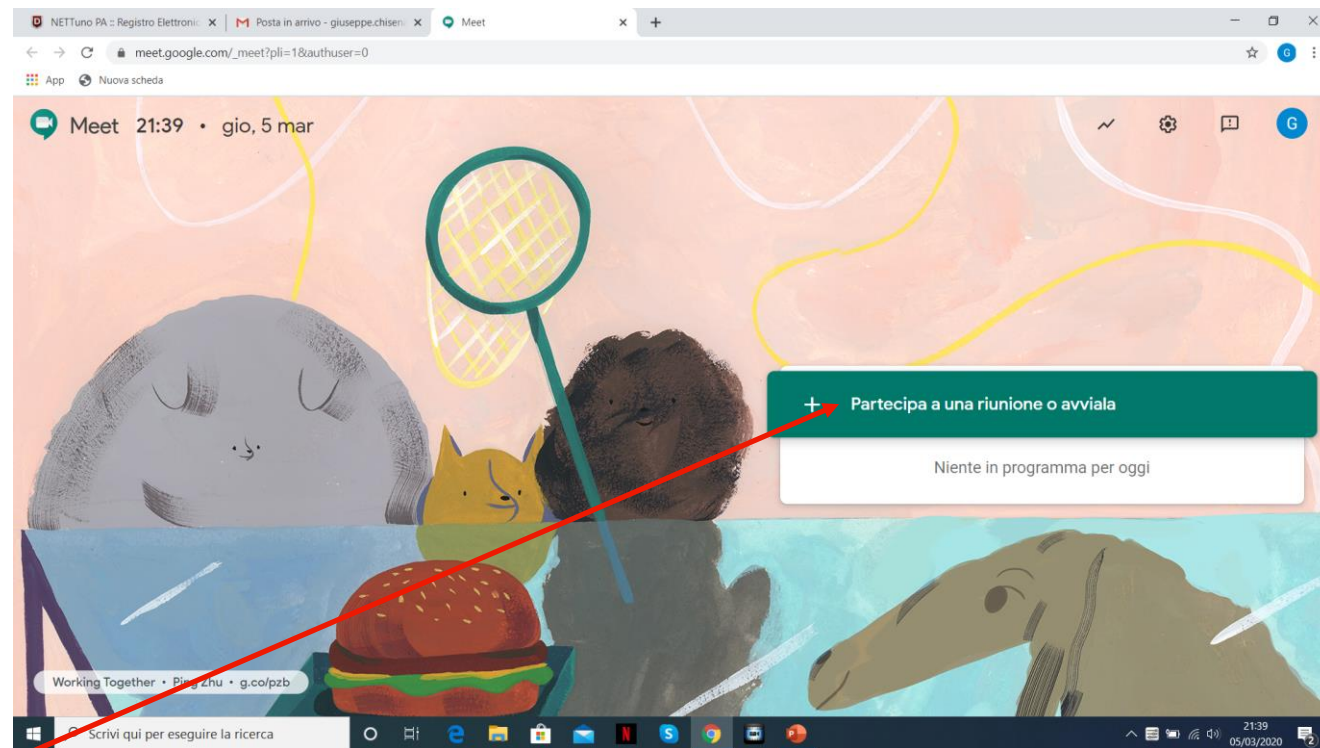 NETTuno PA :: Registro Elettronic
Posta in arrivo - giuseppe.chisen
Meet
meet.google.com/_meet?pli=1&authuser=0
G
App
Nuova scheda
Meet 21:39 • gio, 5 mar
G
+ Partecipa a una riunione o avviala
Niente in programma per oggi
Working Together • Ping Zhu • g.co/pzb
Scrivi qui per eseguire la ricerca
21:39
05/03/2020
2